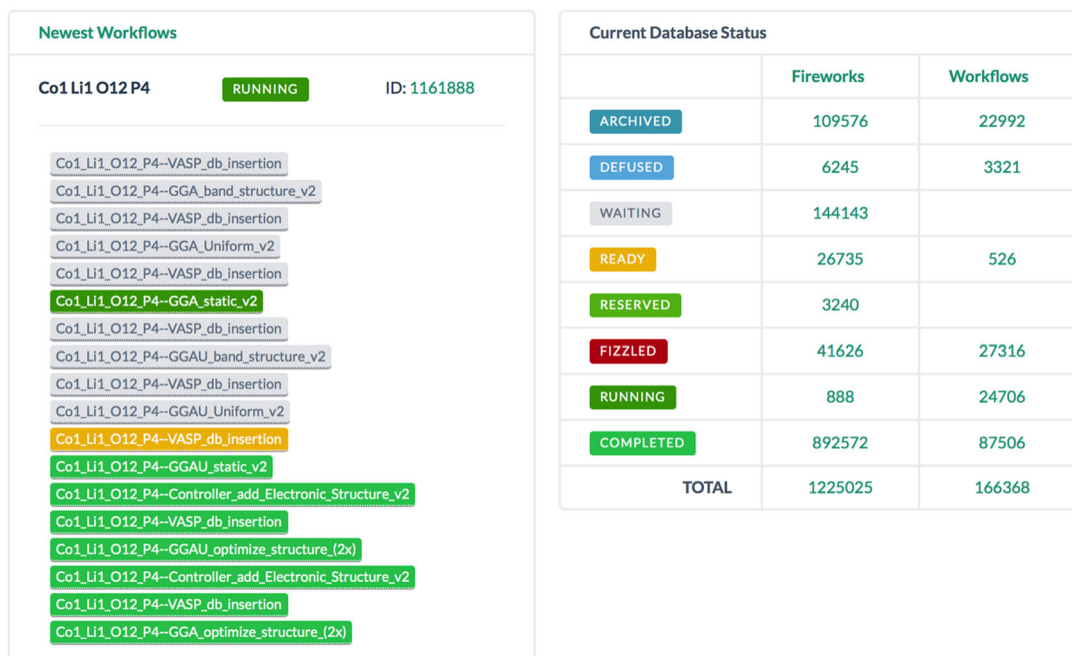 Newest Workflows
Co1 Li1 O12 P4 RUNNING ID: 1161888
Co1_Li1_O12_P4--VASP_db_insertion
Co1_Li1_O12_P4--GGA_band_structure_v2
Co1_Li1_O12_P4--VASP_db_insertion
Co1_Li1_O12_P4--GGA_Uniform_v2
Co1_Li1_O12_P4--VASP_db_insertion
Co1_Li1_O12_P4--GGA_static_v2
Co1_Li1_O12_P4--VASP_db_insertion
Co1_Li1_O12_P4--GGAU_band_structure_v2
Co1_Li1_O12_P4--VASP_db_insertion
Co1_Li1_O12_P4--GGAU_Uniform_v2
Co1_Li1_O12_P4--VASP_db_insertion
Co1_Li1_O12_P4--GGAU_static_v2
Co1_Li1_O12_P4--Controller_add_Electronic_Structure_v2
Co1_Li1_O12_P4--VASP_db_insertion
Co1_Li1_O12_P4--GGAU_optimize_structure_(2x)
Co1_Li1_O12_P4--Controller_add_Electronic_Structure_v2
Co1_Li1_O12_P4--VASP_db_insertion
Co1_Li1_O12_P4--GGA_optimize_structure_(2x)
Current Database Status
Fireworks Workflows
ARCHIVED 109576 22992
DEFUSED 6245 3321
WAITING 144143
READY 26735 526
RESERVED 3240
FIZZLED 41626 27316
RUNNING 888 24706
COMPLETED 892572 87506
TOTAL 1225025 166368